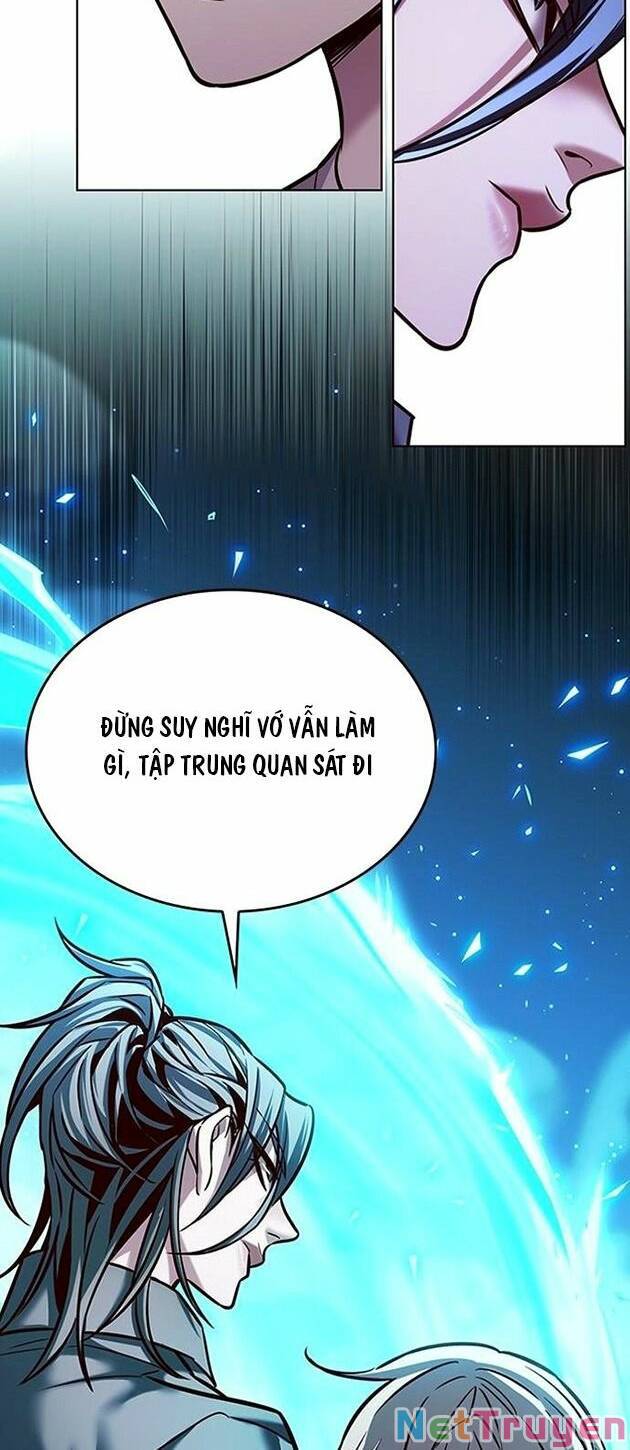 ĐỪNG SUY NGHĨ VỚ VẪN LÀM
GÌ, TẬP TRUNG QUAN SÁT ĐI
NetTruyen